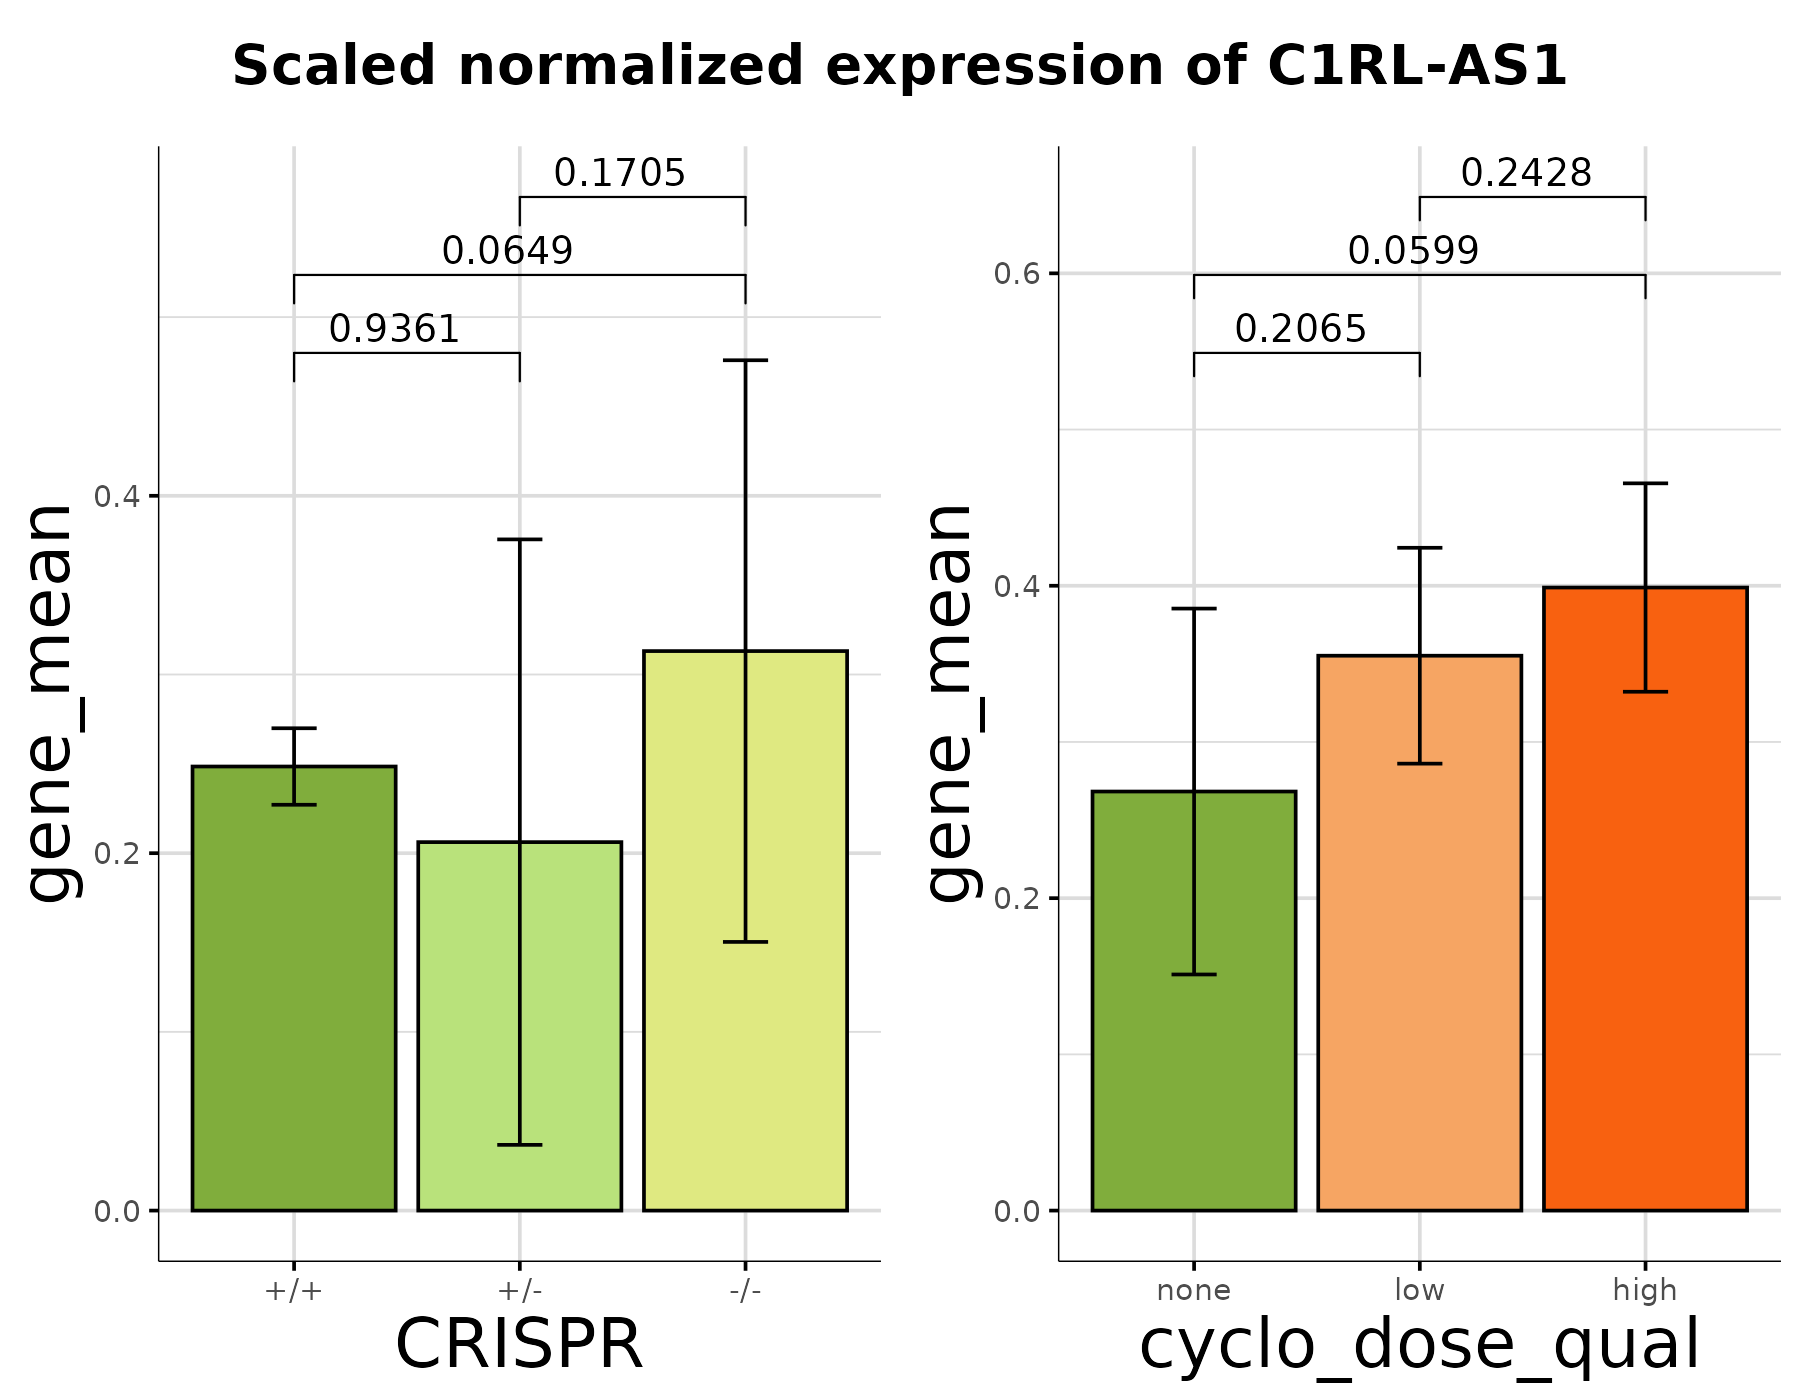 Scaled normalized expression of C1RL-AS1
gene_mean
0.4
0.2
0.0
0.1705
0.0649
0.9361
+/+
+/-
-/-
CRISPR
gene_mean
0.6
0.4
0.2
0.0
0.2428
0.0599
0.2065
none
low
high
cyclo_dose_qual